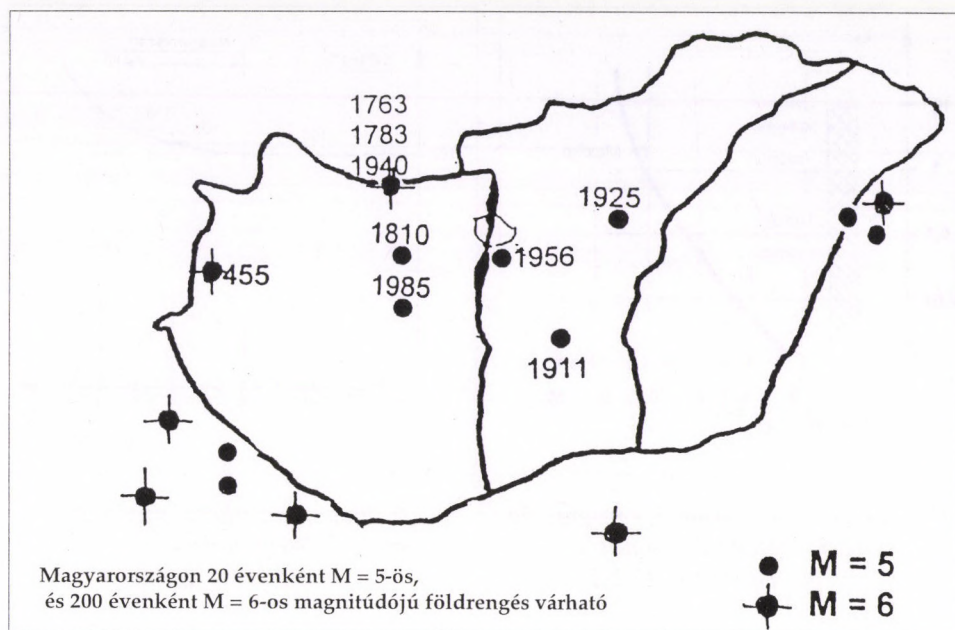 1763
1783
1940
1925
1810
1956
455
1985
1911
M = 5
Magyarországon 20 évenként M = 5-ös,
és 200 évenként M = 6-os magnitúdójú földrengés várható
M = 6